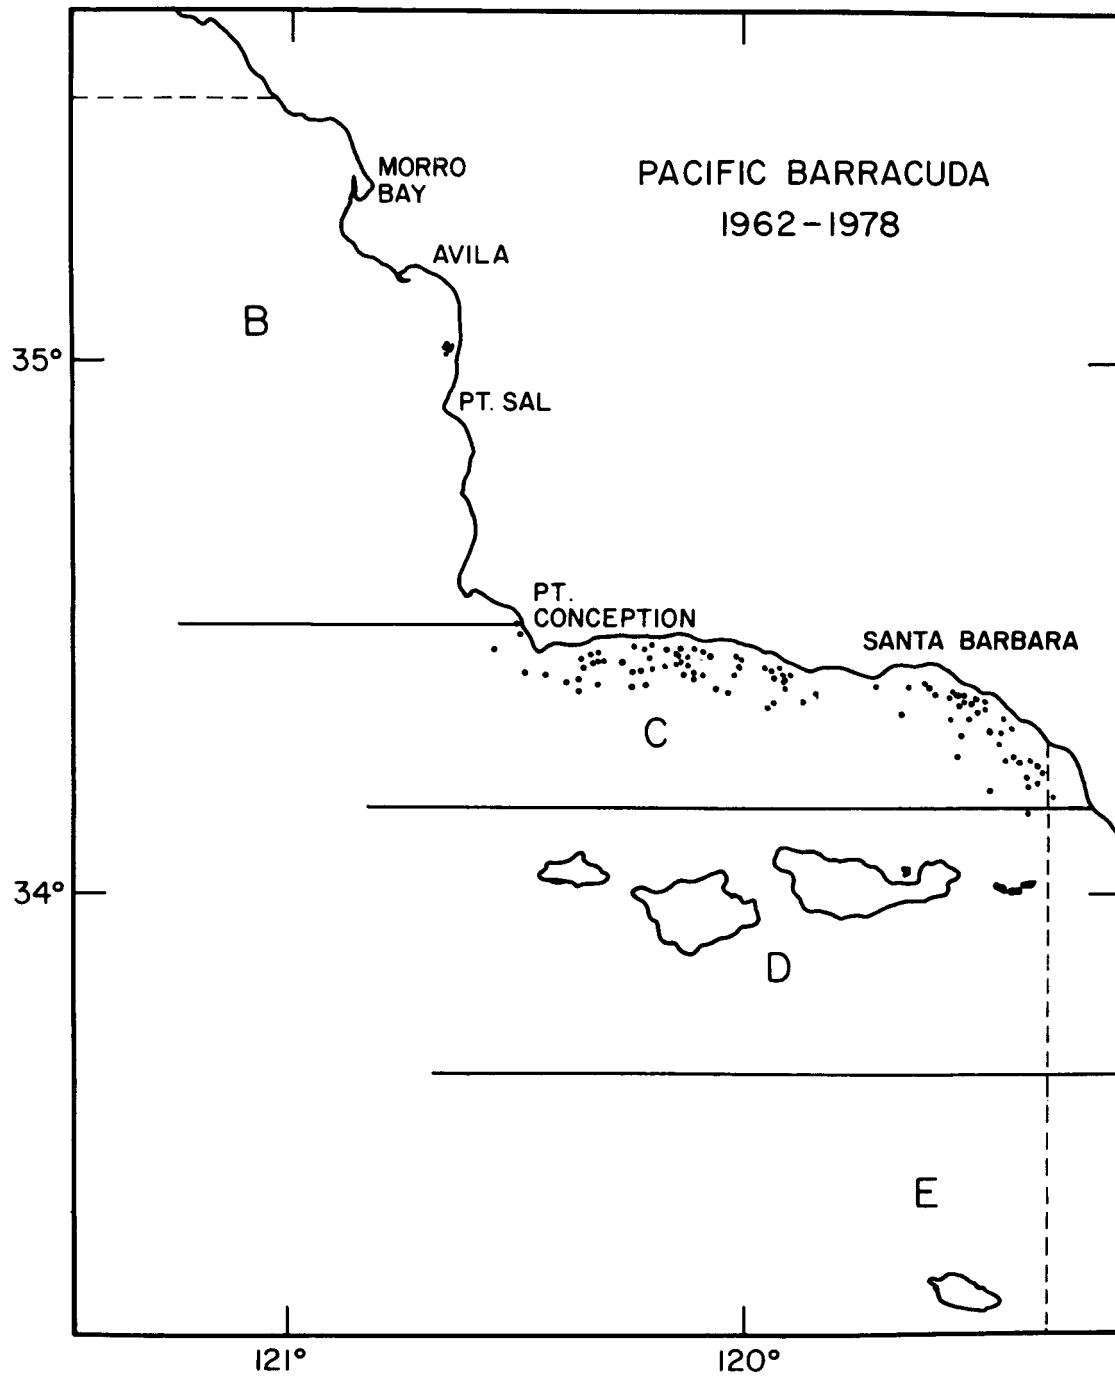 PACIFIC BARRACUDA
1962-1978
MORRO
BAY
AVILA
B
35°
PT. SAL
PT.
CONCEPTION
SANTA BARBARA
C
34°
D
E
121°
120°